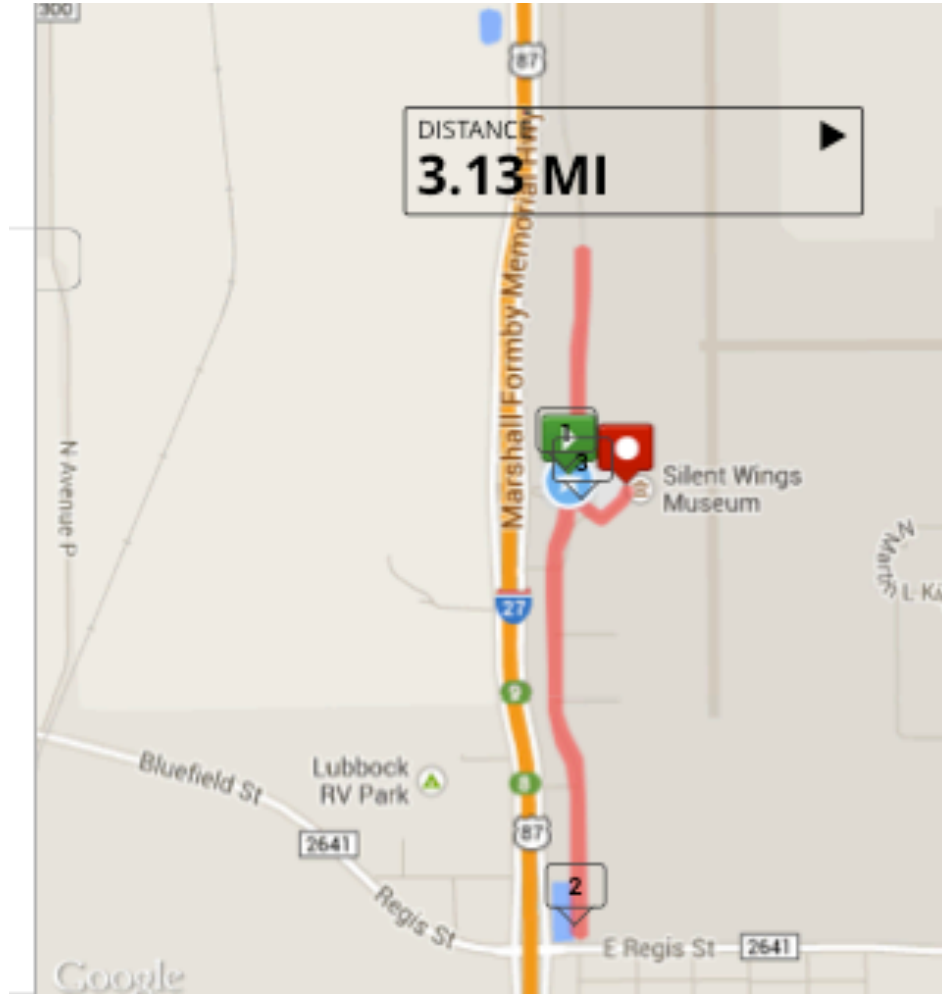 300
87
DISTANCE
3.13 MI
Marshall Formby Memorial Hwy
1
3
Silent Wings
Museum
N Avenue P
27
L
9
Lubbock
RV Park
8
Bluefield St
87
2641
2
Regis St
E Regis St
2641
Google